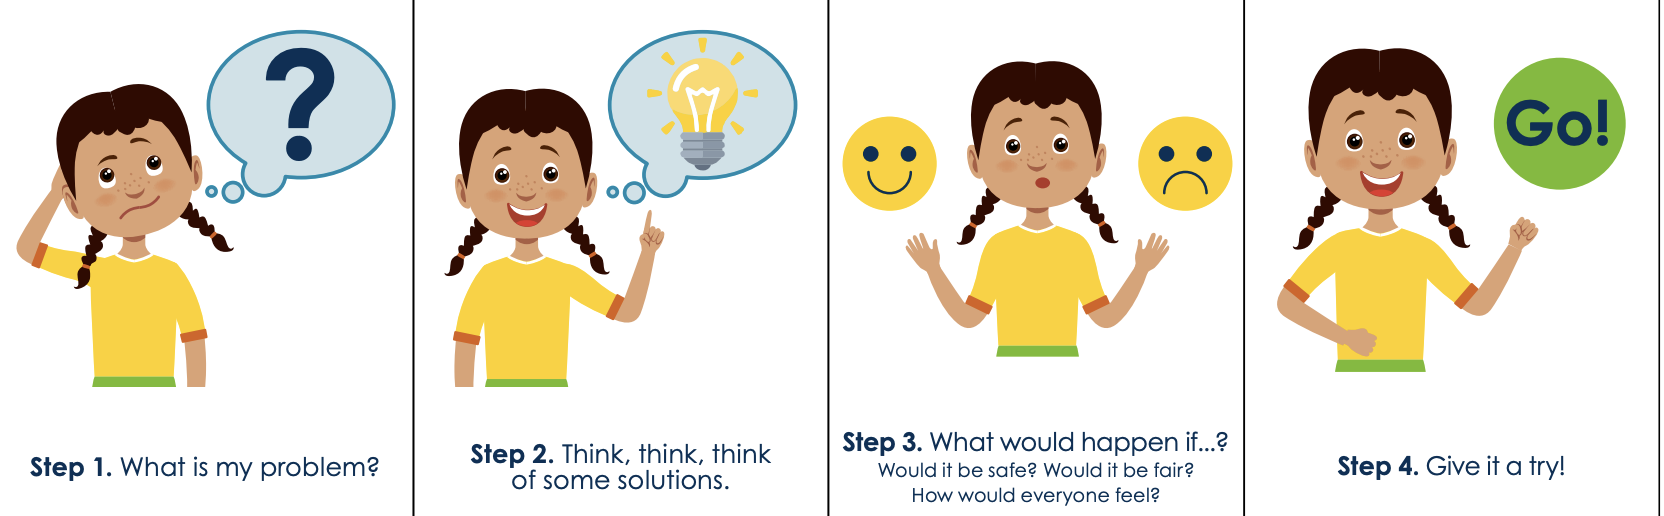 ?
Go!
Step 1. What is my problem?
Step 2. Think, think, think
of some solutions.
Step 3. What would happen if...?
Would it be safe? Would it be fair?
How would everyone feel?
Step 4. Give it a try!